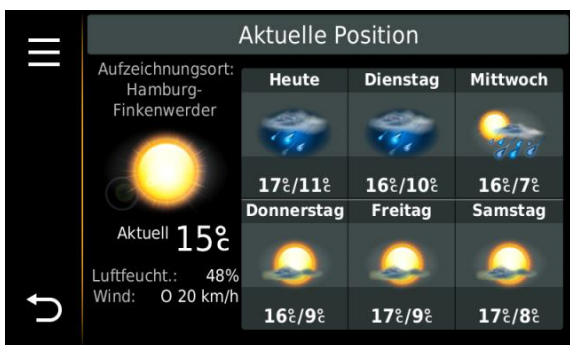 Aktuelle Position
Aufzeichnungsort:
Hamburg-
Finkenwerder
Aktuell 15°C
Luftfeucht.: 48%
Wind: O 20 km/h
Heute Dienstag Mittwoch
17°C/11°C 16°C/10°C 16°C/7°C
Donnerstag Freitag Samstag
16°C/9°C 17°C/9°C 17°C/8°C